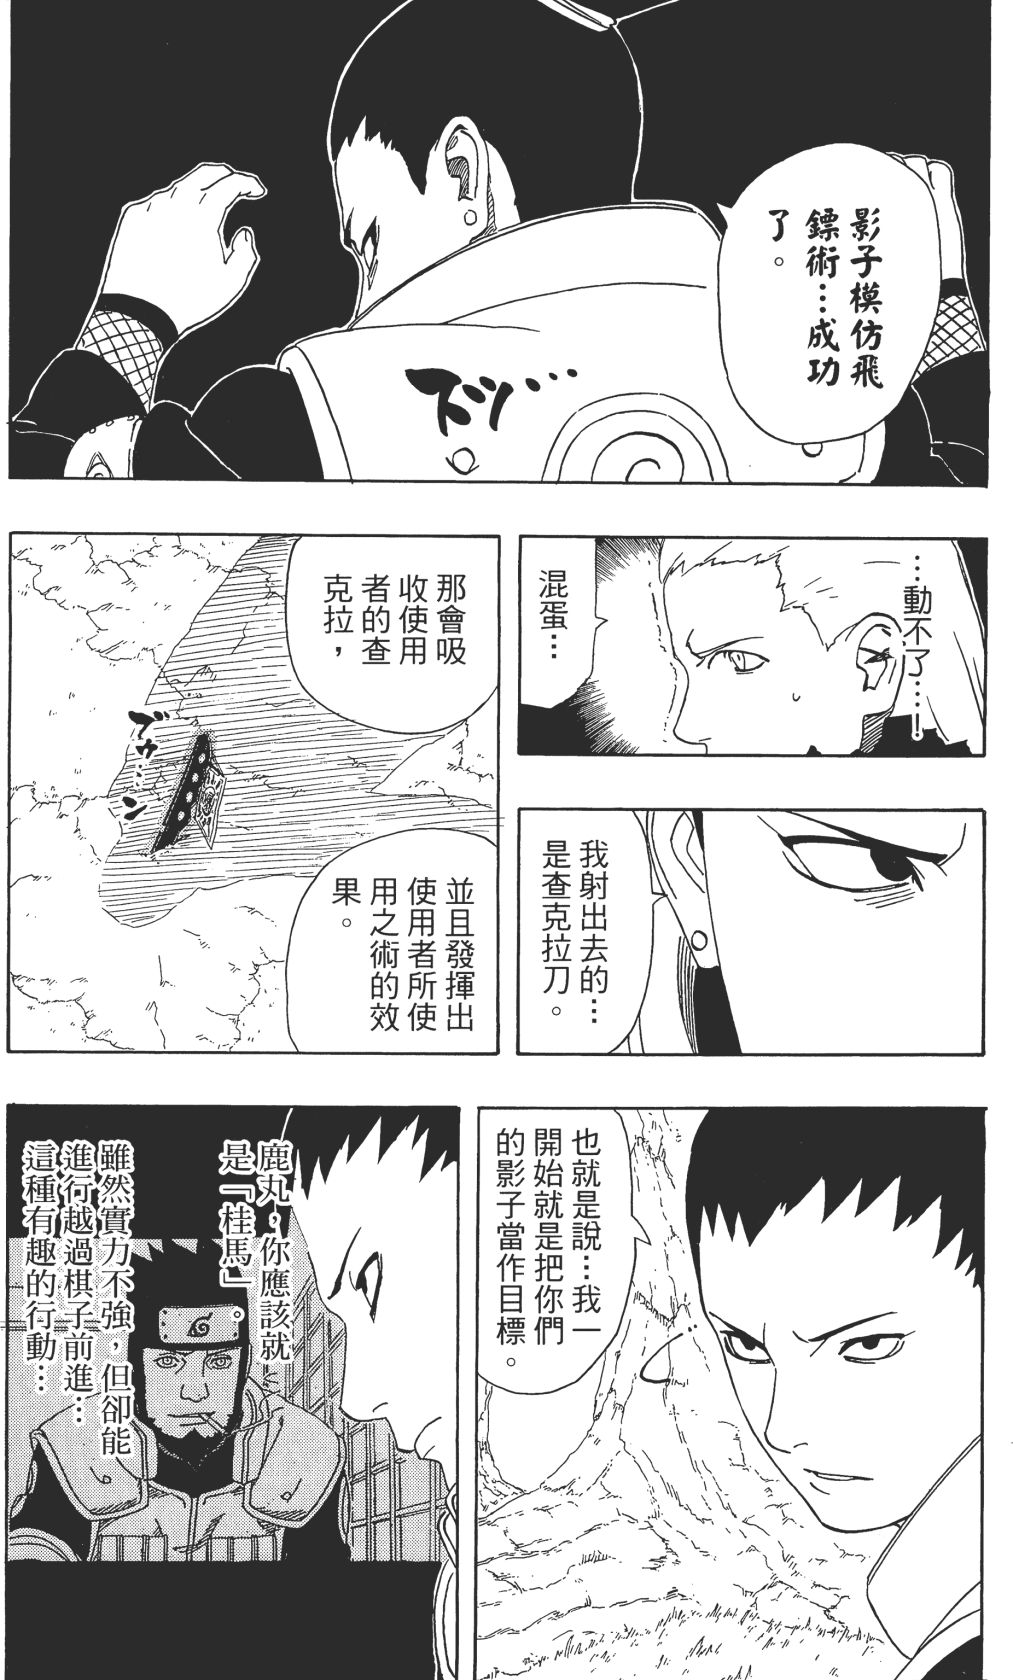 影子模仿飛
鏢術…成功
了。
ズッ…
…動不了…！
混蛋…
我射出去的…
是查克拉刀。
那會吸
收使用
者的查
克拉，
ブゥ…ン
並且發揮出
使用者所使
用之術的效
果。
也就是說…我一
開始就是把你們
的影子當作目標。
鹿丸，你應該就
是「桂馬」。
雖然實力不強，但卻能
進行越過棋子前進…
這種有趣的行動…